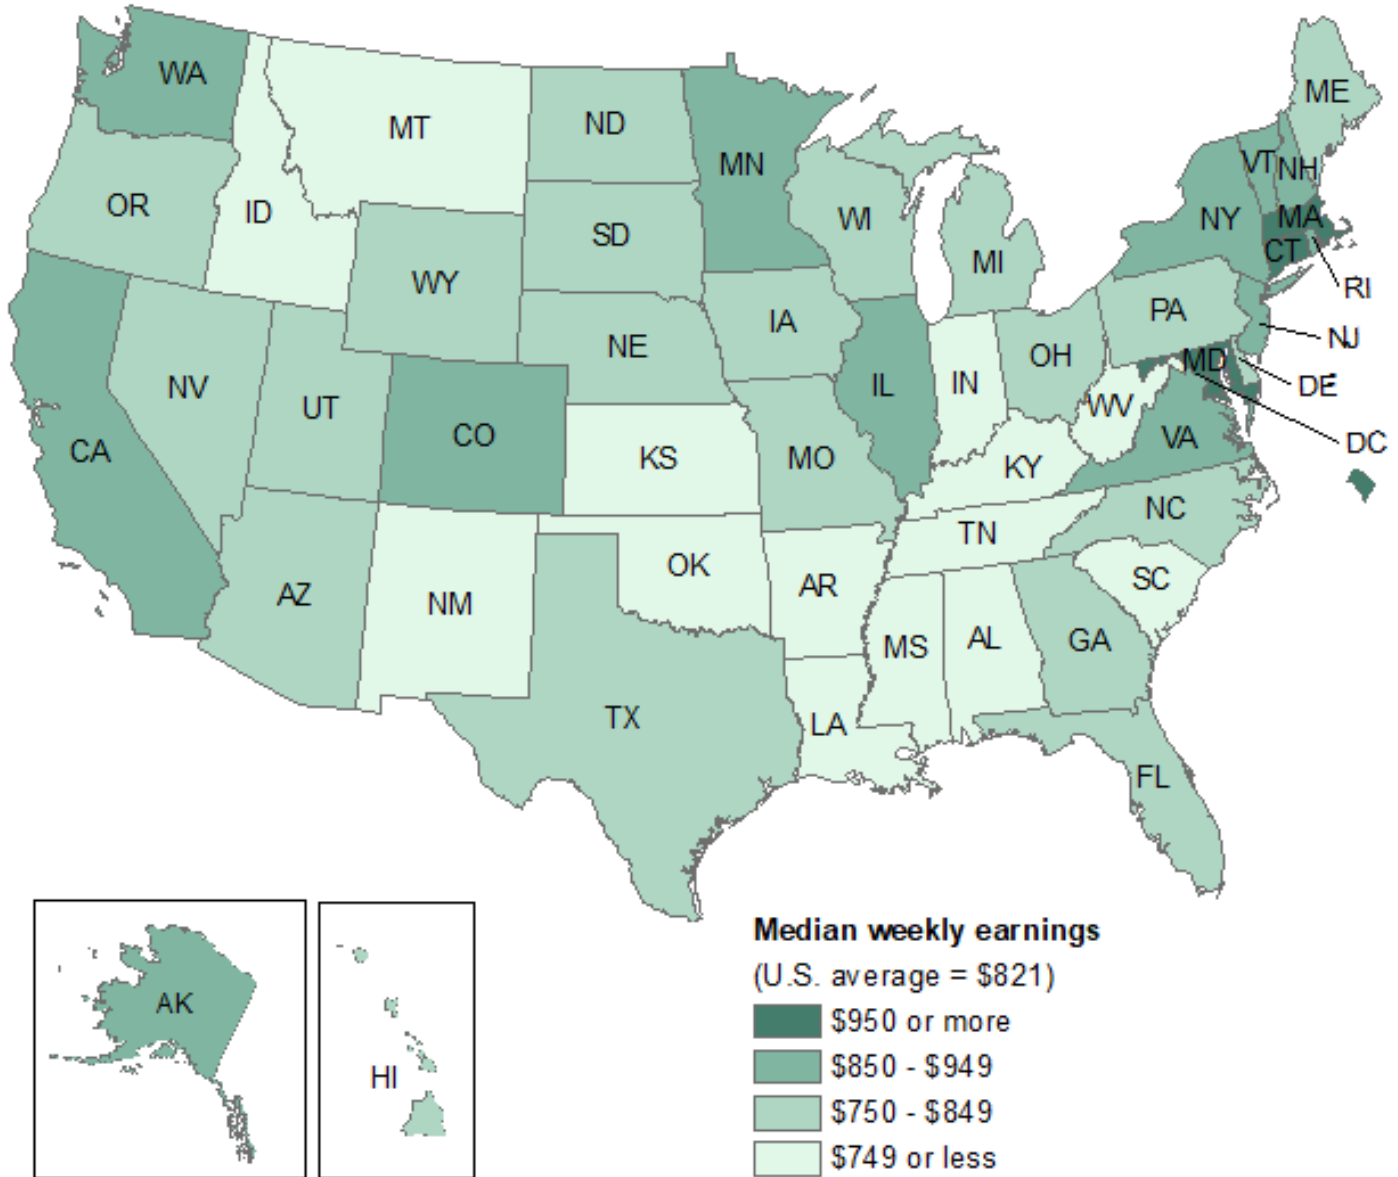 WA
MT
ND
MN
ME
VT
NH
OR
ID
SD
WI
NY
MA
CT
WY
MI
RI
IA
PA
NE
NJ
NV
OH
MD
UT
IN
DE
IL
WV
CO
DC
CA
VA
KS
MO
KY
NC
TN
OK
SC
AZ
AR
NM
MS
AL
GA
TX
LA
FL
AK
HI
Median weekly earnings
(U.S. average = $821)
$950 or more
$850 - $949
$750 - $849
$749 or less